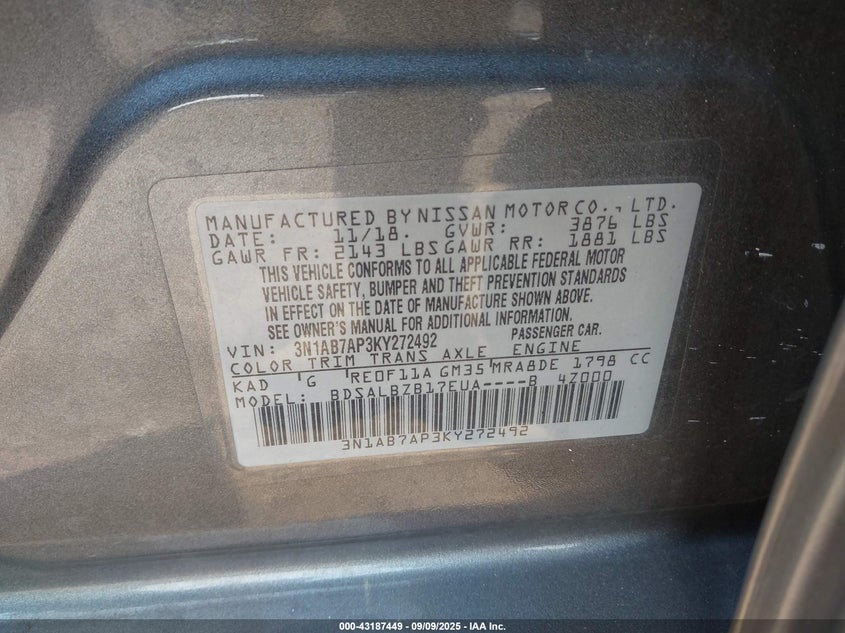 MANUFACTURED BY NISSAN MOTOR CO., LTD.
DATE: 11/18. GVWR: 3876 LBS
GAWR FR: 2143 LBS GAWR RR: 1881 LBS
THIS VEHICLE CONFORMS TO ALL APPLICABLE FEDERAL MOTOR
VEHICLE SAFETY, BUMPER AND THEFT PREVENTION STANDARDS
IN EFFECT ON THE DATE OF MANUFACTURE SHOWN ABOVE.
SEE OWNER'S MANUAL FOR ADDITIONAL INFORMATION.
VIN: 3N1AB7AP3KY272492 PASSENGER CAR.
COLOR TRIM TRANS AXLE ENGINE
KAD G RE0F11A GM35 MRA8DE 1798 CC
MODEL: BDSALBZB17EUA----B 4Z000
3N1AB7AP3KY272492
000-43187449 - 09/09/2025 - IAA Inc.